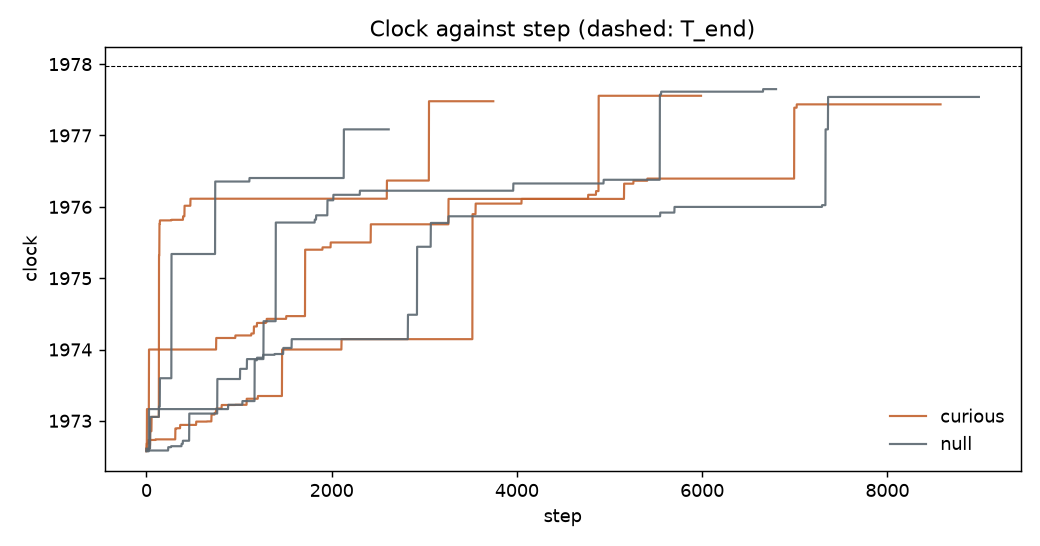 Clock against step (dashed: T_end)
1978
1977
1976
1975
1974
1973
clock
0 2000 4000 6000 8000
step
curious
null